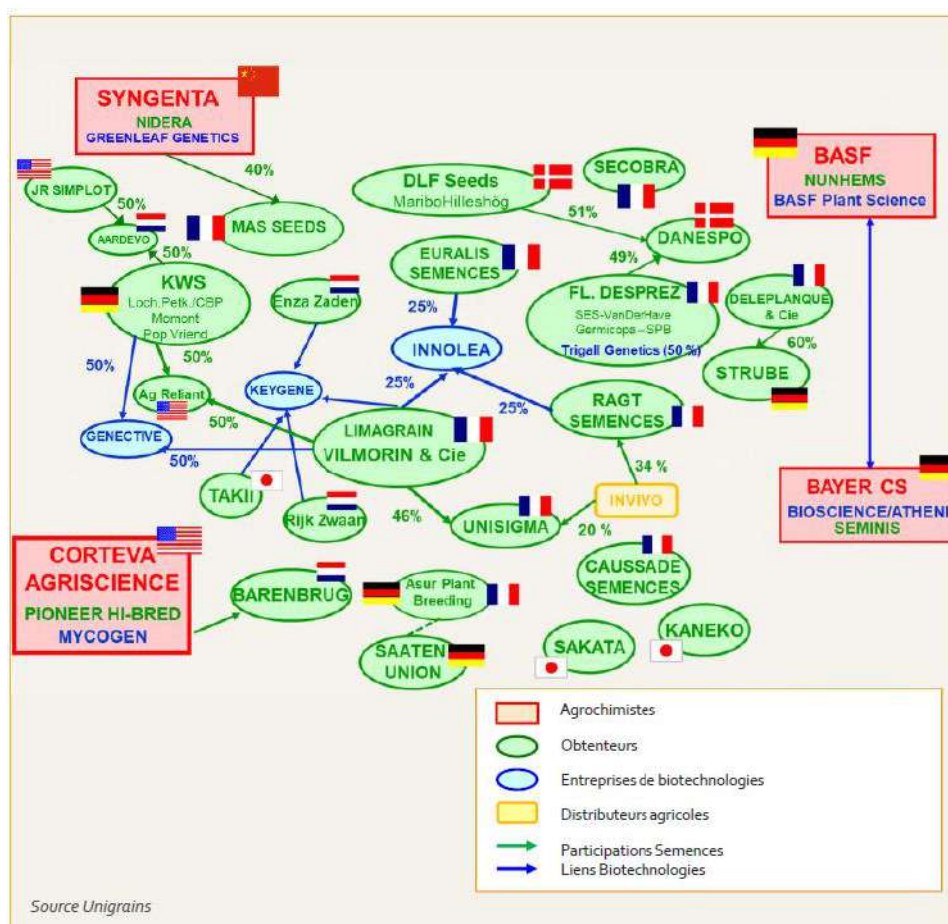 SYNGENTA
NIDERA
GREENLEAF GENETICS
40%
JR SIMPLOT
50%
AARDEVO
50%
MAS SEEDS
KWS
Loch.Petk./CBP
Momont
Pop Vriend
50%
50%
Ag Reliant
50%
GENECTIVE
50%
Enza Zaden
KEYGENE
TAKII
Rijk Zwaan
DLF Seeds
MariboHilleshög
51%
SECOBRA
DANESPO
49%
EURALIS
SEMENCES
25%
INNOLEA
25%
25%
FL. DESPREZ
SES-VanDerHave
Germicopa-SPB
Trigall Genetics (50 %)
DELEPLANQUE
& Cie
60%
STRUBE
RAGT
SEMENCES
34 %
LIMAGRAIN
VILMORIN & Cie
46%
UNISIGMA
INVIVO
20 %
BASF
NUNHEMS
BASF Plant Science
BAYER CS
BIOSCIENCE/ATHENI
SEMINIS
CORTEVA
AGRISCIENCE
PIONEER HI-BRED
MYCOGEN
BARENBRUG
Asur Plant
Breeding
SAATEN
UNION
CAUSSADE
SEMENCES
SAKATA
KANEKO
Agrochimistes
Obtenteurs
Entreprises de biotechnologies
Distributeurs agricoles
Participations Semences
Liens Biotechnologies
Source Unigrains